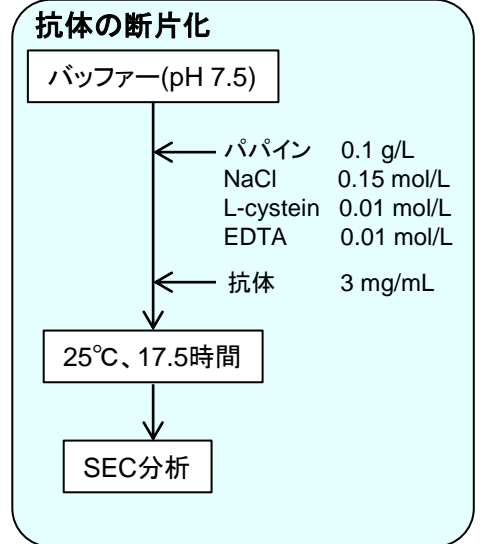 抗体の断片化
バッファー(pH 7.5)
パパイン 0.1 g/L
NaCl 0.15 mol/L
L-cystein 0.01 mol/L
EDTA 0.01 mol/L
抗体 3 mg/mL
25℃、17.5時間
SEC分析